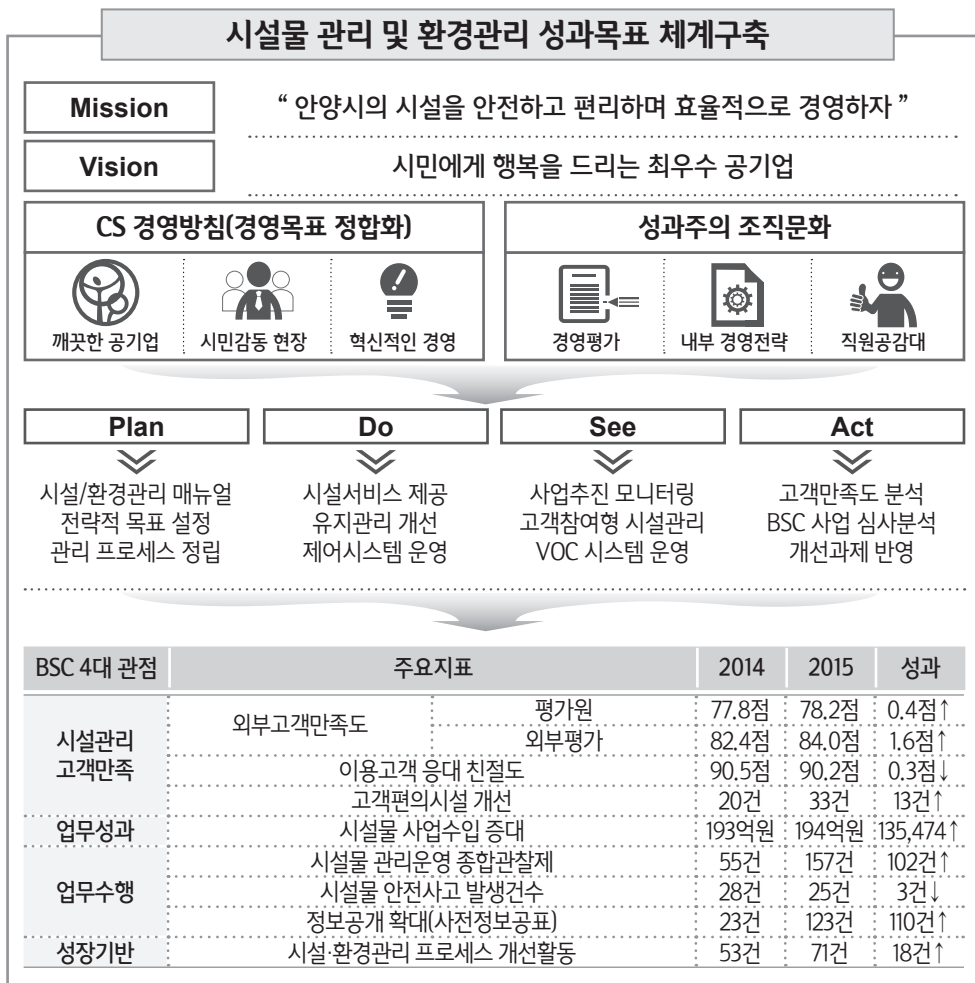 시설물 관리 및 환경관리 성과목표 체계구축
Mission “ 안양시의 시설을 안전하고 편리하며 효율적으로 경영하자 ”
Vision 시민에게 행복을 드리는 최우수 공기업
CS 경영방침(경영목표 정합화) 성과주의 조직문화
깨끗한 공기업 시민감동 현장 혁신적인 경영 경영평가 내부 경영전략 직원공감대
Plan Do See Act
시설/환경관리 매뉴얼 시설서비스 제공 사업추진 모니터링 고객만족도 분석
전략적 목표 설정 유지관리 개선 고객참여형 시설관리 BSC 사업 심사분석
관리 프로세스 정립 제어시스템 운영 VOC 시스템 운영 개선과제 반영
BSC 4대 관점 주요지표 2014 2015 성과
시설관리 고객만족 외부고객만족도 평가원 77.8점 78.2점 0.4점↑
외부평가 82.4점 84.0점 1.6점↑
이용고객 응대 친절도 90.5점 90.2점 0.3점↓
고객편의시설 개선 20건 33건 13건↑
업무성과 시설물 사업수입 증대 193억원 194억원 135,474↑
업무수행 시설물 관리운영 종합관찰제 55건 157건 102건↑
시설물 안전사고 발생건수 28건 25건 3건↓
정보공개 확대(사전정보공표) 23건 123건 110건↑
성장기반 시설·환경관리 프로세스 개선활동 53건 71건 18건↑